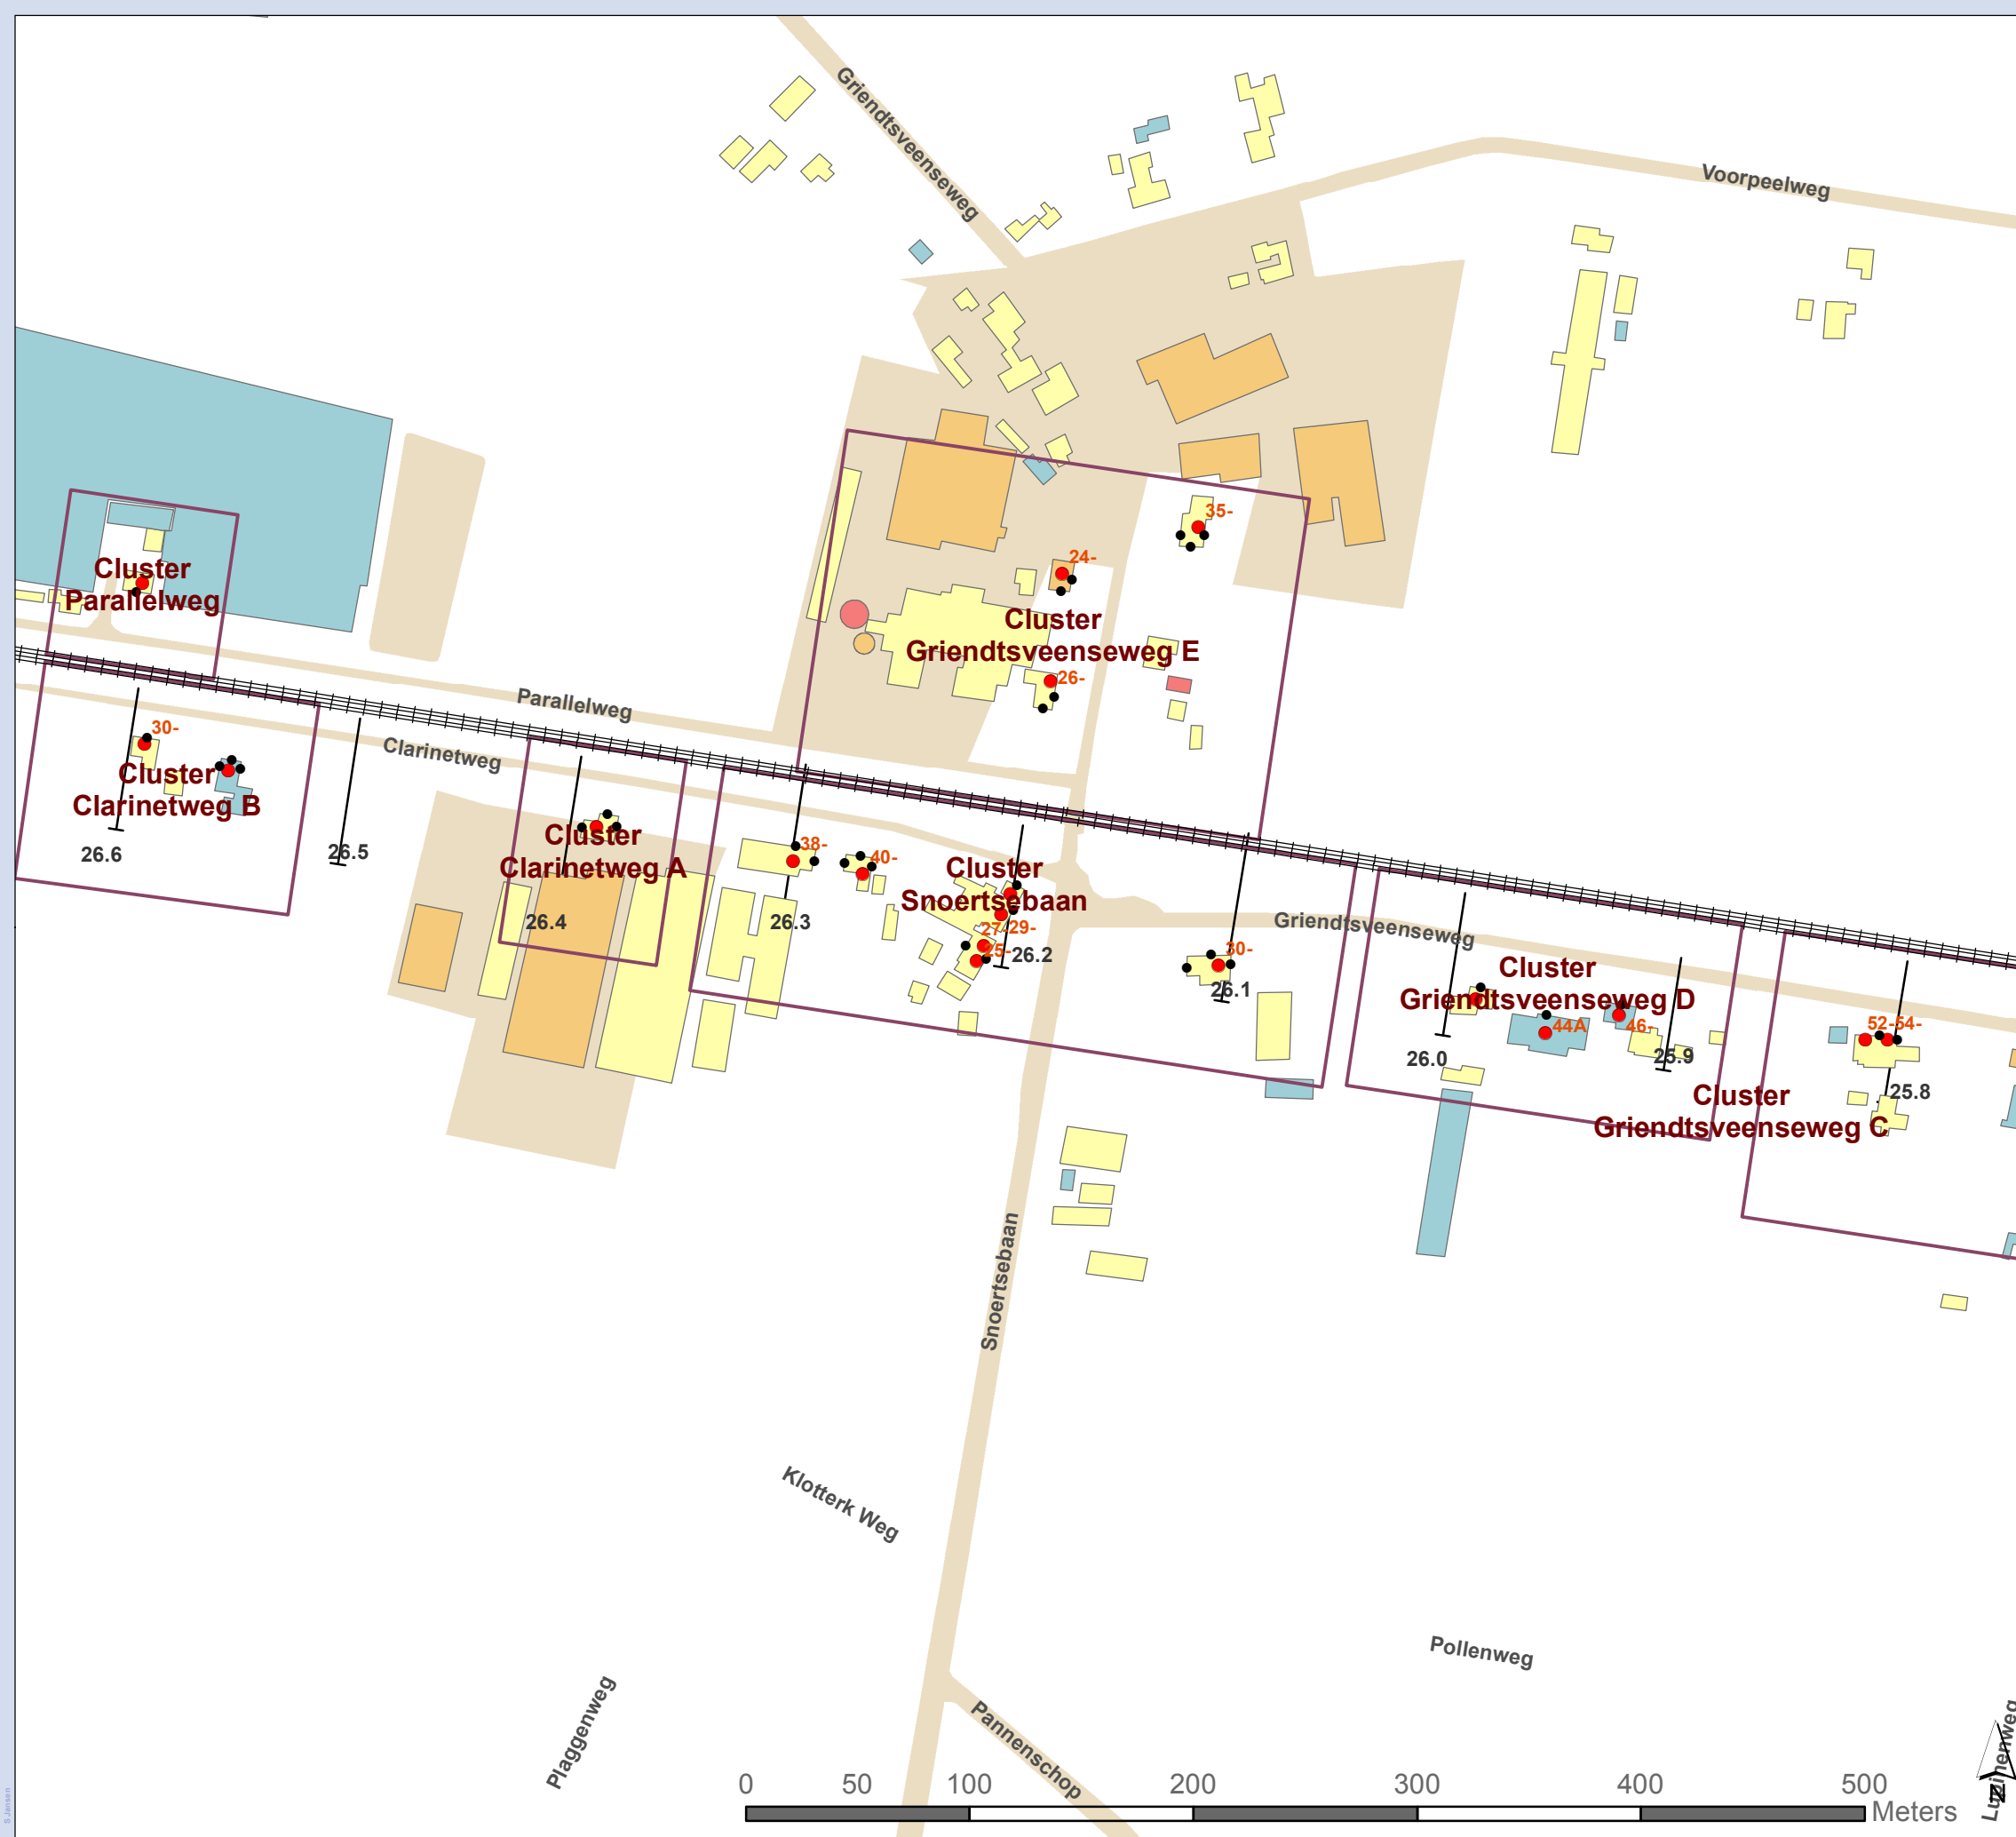 Griendtsveenseweg
Voorpeelweg
35-
24-
Cluster
Parallelweg
Cluster
Griendtsveenseweg E
26-
Parallelweg
30-
Clarinetweg
Cluster
Clarinetweg B
26.6
26.5
Cluster
Clarinetweg A
38-
40-
Cluster
Snoertsebaan
26.4
26.3
27-
29-
25-
26.2
Griendtsveenseweg
30-
26.1
Cluster
Griendtsveenseweg D
44A
46-
52-
54-
26.0
25.9
25.8
Cluster
Griendtsveenseweg C
Snoertsebaan
Klotterk Weg
Pollenweg
Plaggenweg
Pannenschop
Lupinenweg
N
0 50 100 200 300 400 500
Meters
S Jansen